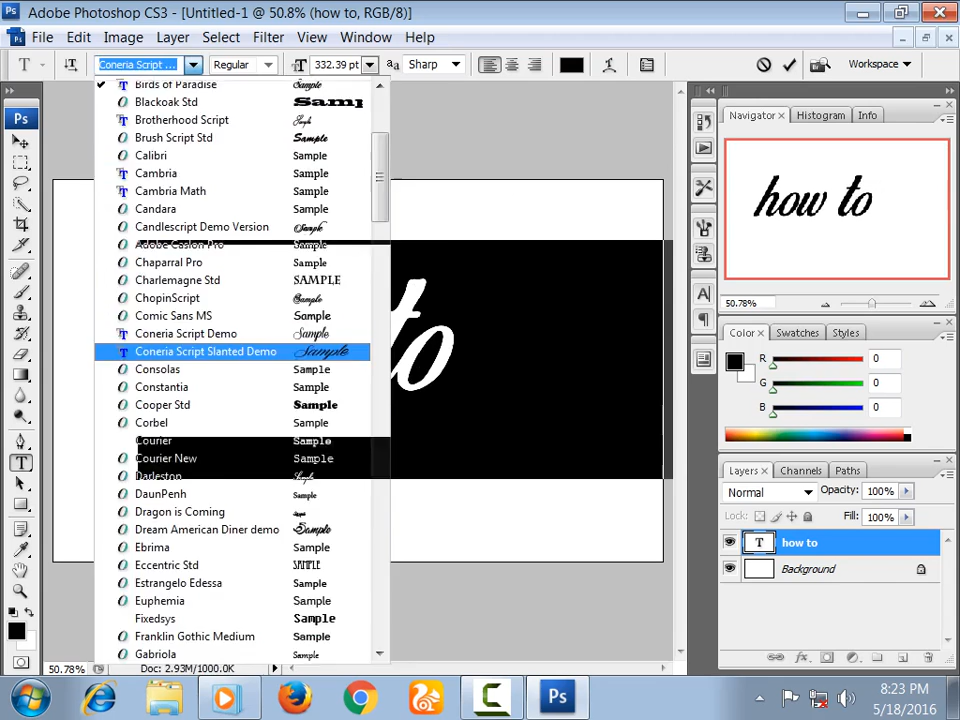 Adobe Photoshop CS3 - [Untitled-1 @ 50.8% (how to, RGB/8)]
File Edit Image Layer Select Filter View Window Help
Coneria Script ... Regular 332.39 pt Sharp Workspace
Birds of Paradise Sample
Blackoak Std Samp
Brotherhood Script Sample
Brush Script Std Sample
Calibri Sample
Cambria Sample
Cambria Math Sample
Candara Sample
Candlescript Demo Version Sample
Adobe Caslon Pro Sample
Chaparral Pro Sample
Charlemagne Std SAMPLE
ChopinScript Sample
Comic Sans MS Sample
Coneria Script Demo Sample
Coneria Script Slanted Demo Sample
Consolas Sample
Constantia Sample
Cooper Std Sample
Corbel Sample
Courier Sample
Courier New Sample
Darleston Sample
DaunPenh Sample
Dragon is Coming
Dream American Diner demo Sample
Ebrima Sample
Eccentric Std SAMPLE
Estrangelo Edessa Sample
Euphemia Sample
Fixedsys Sample
Franklin Gothic Medium Sample
Gabriola Sample
to
50.78% Doc: 2.93M/1000.0K
Navigator Histogram Info
how to
50.78%
Color Swatches Styles
R 0
G 0
B 0
Layers Channels Paths
Normal Opacity: 100%
Lock: Fill: 100%
T how to
Background
Ps
8:23 PM
5/18/2016